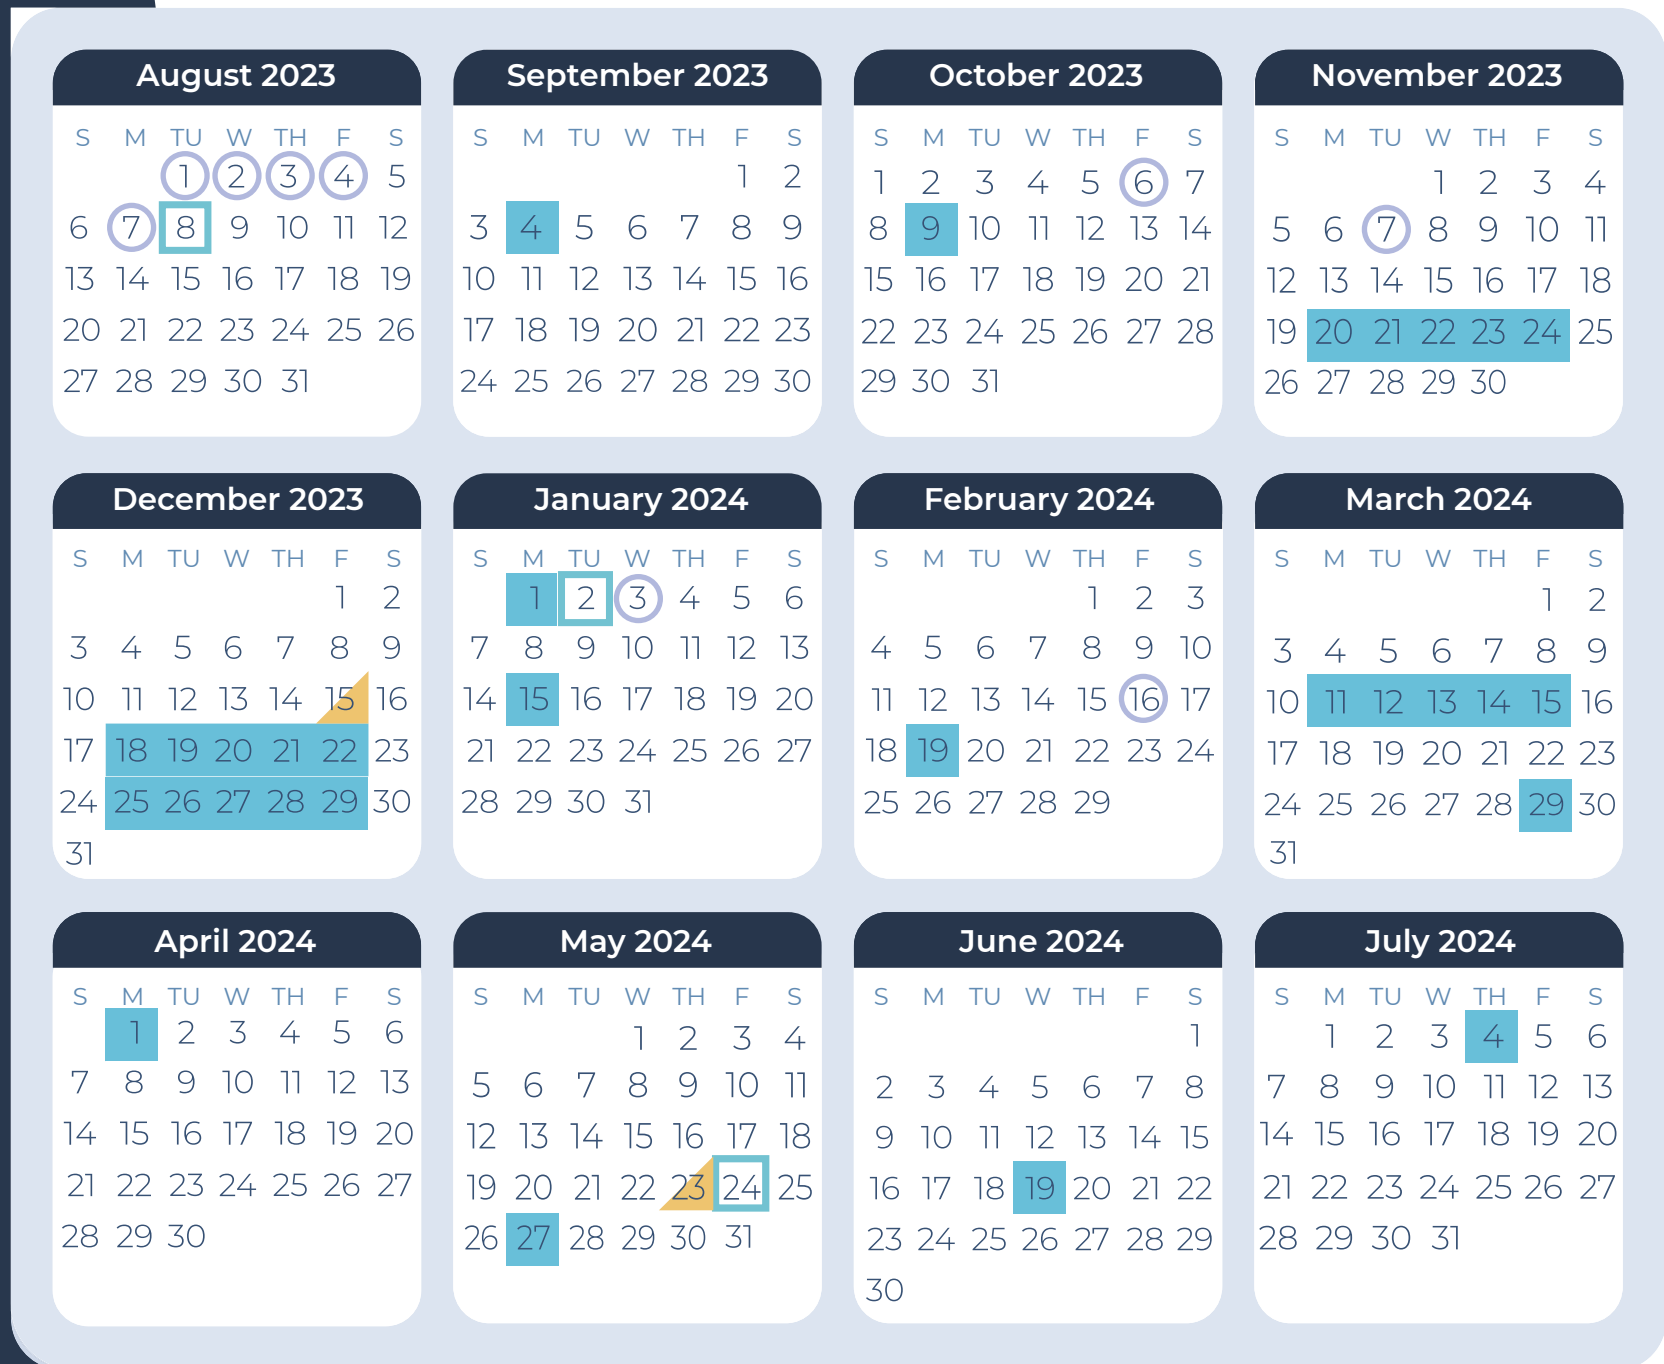 August 2023
S M TU W TH F S
1 2 3 4 5
6 7 8 9 10 11 12
13 14 15 16 17 18 19
20 21 22 23 24 25 26
27 28 29 30 31
September 2023
S M TU W TH F S
1 2
3 4 5 6 7 8 9
10 11 12 13 14 15 16
17 18 19 20 21 22 23
24 25 26 27 28 29 30
October 2023
S M TU W TH F S
1 2 3 4 5 6 7
8 9 10 11 12 13 14
15 16 17 18 19 20 21
22 23 24 25 26 27 28
29 30 31
November 2023
S M TU W TH F S
1 2 3 4
5 6 7 8 9 10 11
12 13 14 15 16 17 18
19 20 21 22 23 24 25
26 27 28 29 30
December 2023
S M TU W TH F S
1 2
3 4 5 6 7 8 9
10 11 12 13 14 15 16
17 18 19 20 21 22 23
24 25 26 27 28 29 30
31
January 2024
S M TU W TH F S
1 2 3 4 5 6
7 8 9 10 11 12 13
14 15 16 17 18 19 20
21 22 23 24 25 26 27
28 29 30 31
February 2024
S M TU W TH F S
1 2 3
4 5 6 7 8 9 10
11 12 13 14 15 16 17
18 19 20 21 22 23 24
25 26 27 28 29
March 2024
S M TU W TH F S
1 2
3 4 5 6 7 8 9
10 11 12 13 14 15 16
17 18 19 20 21 22 23
24 25 26 27 28 29 30
31
April 2024
S M TU W TH F S
1 2 3 4 5 6
7 8 9 10 11 12 13
14 15 16 17 18 19 20
21 22 23 24 25 26 27
28 29 30
May 2024
S M TU W TH F S
1 2 3 4
5 6 7 8 9 10 11
12 13 14 15 16 17 18
19 20 21 22 23 24 25
26 27 28 29 30 31
June 2024
S M TU W TH F S
1
2 3 4 5 6 7 8
9 10 11 12 13 14 15
16 17 18 19 20 21 22
23 24 25 26 27 28 29
30
July 2024
S M TU W TH F S
1 2 3 4 5 6
7 8 9 10 11 12 13
14 15 16 17 18 19 20
21 22 23 24 25 26 27
28 29 30 31